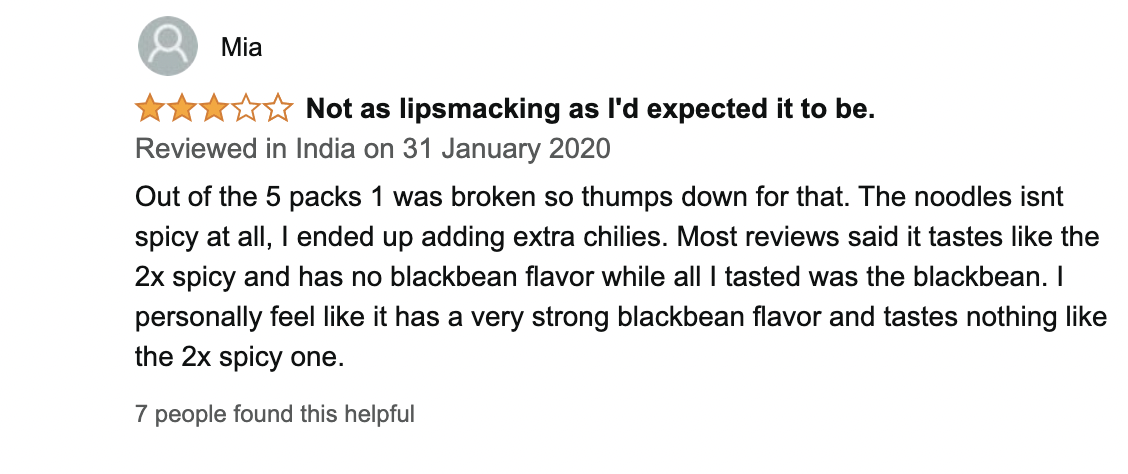 Mia
Not as lipsmacking as I'd expected it to be.
Reviewed in India on 31 January 2020
Out of the 5 packs 1 was broken so thumps down for that. The noodles isnt
spicy at all, I ended up adding extra chilies. Most reviews said it tastes like the
2x spicy and has no blackbean flavor while all I tasted was the blackbean. I
personally feel like it has a very strong blackbean flavor and tastes nothing like
the 2x spicy one.
7 people found this helpful